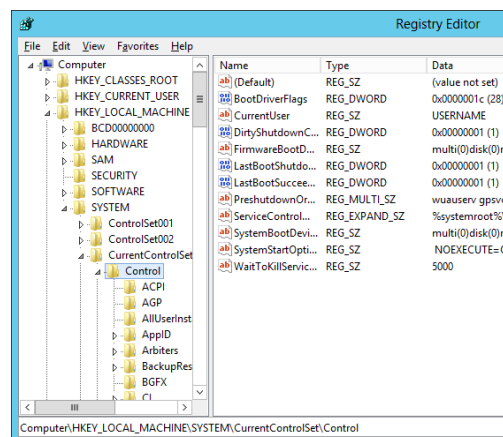 Registry Editor
File Edit View Favorites Help
Computer
HKEY_CLASSES_ROOT
HKEY_CURRENT_USER
HKEY_LOCAL_MACHINE
BCD00000000
HARDWARE
SAM
SECURITY
SOFTWARE
SYSTEM
ControlSet001
ControlSet002
CurrentControlSet
Control
ACPI
AGP
AllUserInst
AppID
Arbiters
BackupRes
BGFX
CI
Name Type Data
(Default) REG_SZ (value not set)
BootDriverFlags REG_DWORD 0x0000001c (28)
CurrentUser REG_SZ USERNAME
DirtyShutdownC... REG_DWORD 0x00000001 (1)
FirmwareBootD... REG_SZ multi(0)disk(0)r
LastBootShutdo... REG_DWORD 0x00000001 (1)
LastBootSuccee... REG_DWORD 0x00000001 (1)
PreshutdownOr... REG_MULTI_SZ wuauserv gpsvc
ServiceControl... REG_EXPAND_SZ %systemroot%
SystemBootDevi... REG_SZ multi(0)disk(0)r
SystemStartOpti... REG_SZ NOEXECUTE=
WaitToKillServic... REG_SZ 5000
Computer\HKEY_LOCAL_MACHINE\SYSTEM\CurrentControlSet\Control